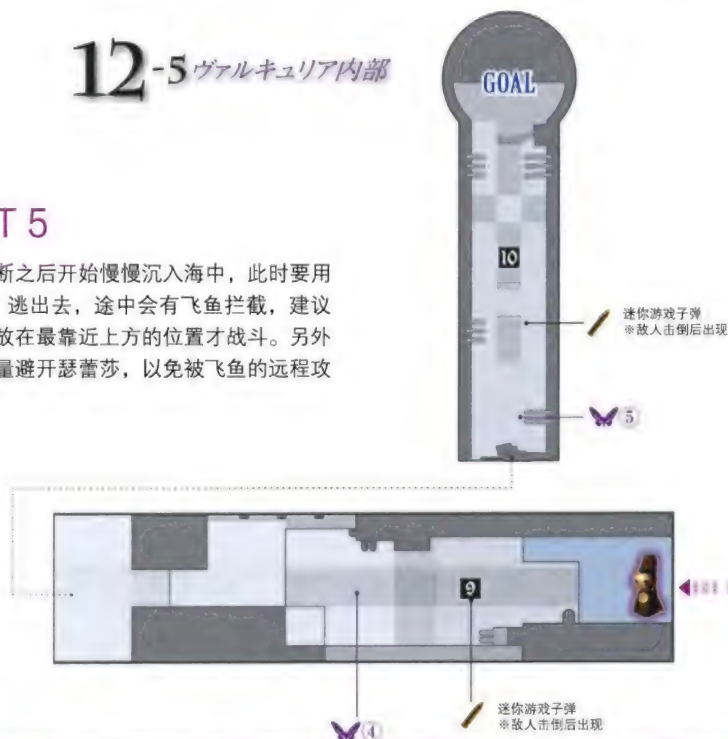 12-5 ヴァルキュリア内部
GOAL
T 5
断之后开始慢慢沉入海中，此时要用
逃出去，途中会有飞鱼拦截，建议
放在最靠近上方的位置才战斗。另外
量避开瑟蕾莎，以免被飞鱼的远程攻
10
迷你游戏子弹
※敌人击倒后出现
5
9
4
迷你游戏子弹
※敌人击倒后出现